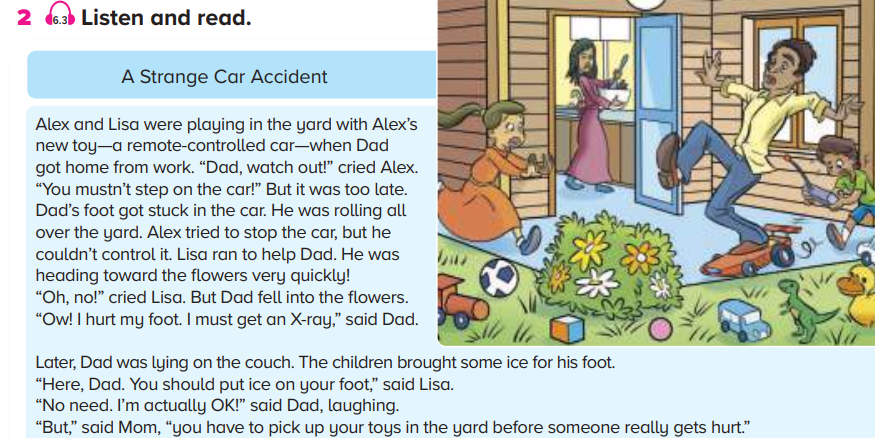 2 6.3 Listen and read.
A Strange Car Accident
Alex and Lisa were playing in the yard with Alex’s
new toy—a remote-controlled car—when Dad
got home from work. “Dad, watch out!” cried Alex.
“You mustn’t step on the car!” But it was too late.
Dad’s foot got stuck in the car. He was rolling all
over the yard. Alex tried to stop the car, but he
couldn’t control it. Lisa ran to help Dad. He was
heading toward the flowers very quickly!
“Oh, no!” cried Lisa. But Dad fell into the flowers.
“Ow! I hurt my foot. I must get an X-ray,” said Dad.
Later, Dad was lying on the couch. The children brought some ice for his foot.
“Here, Dad. You should put ice on your foot,” said Lisa.
“No need. I’m actually OK!” said Dad, laughing.
“But,” said Mom, “you have to pick up your toys in the yard before someone really gets hurt.”